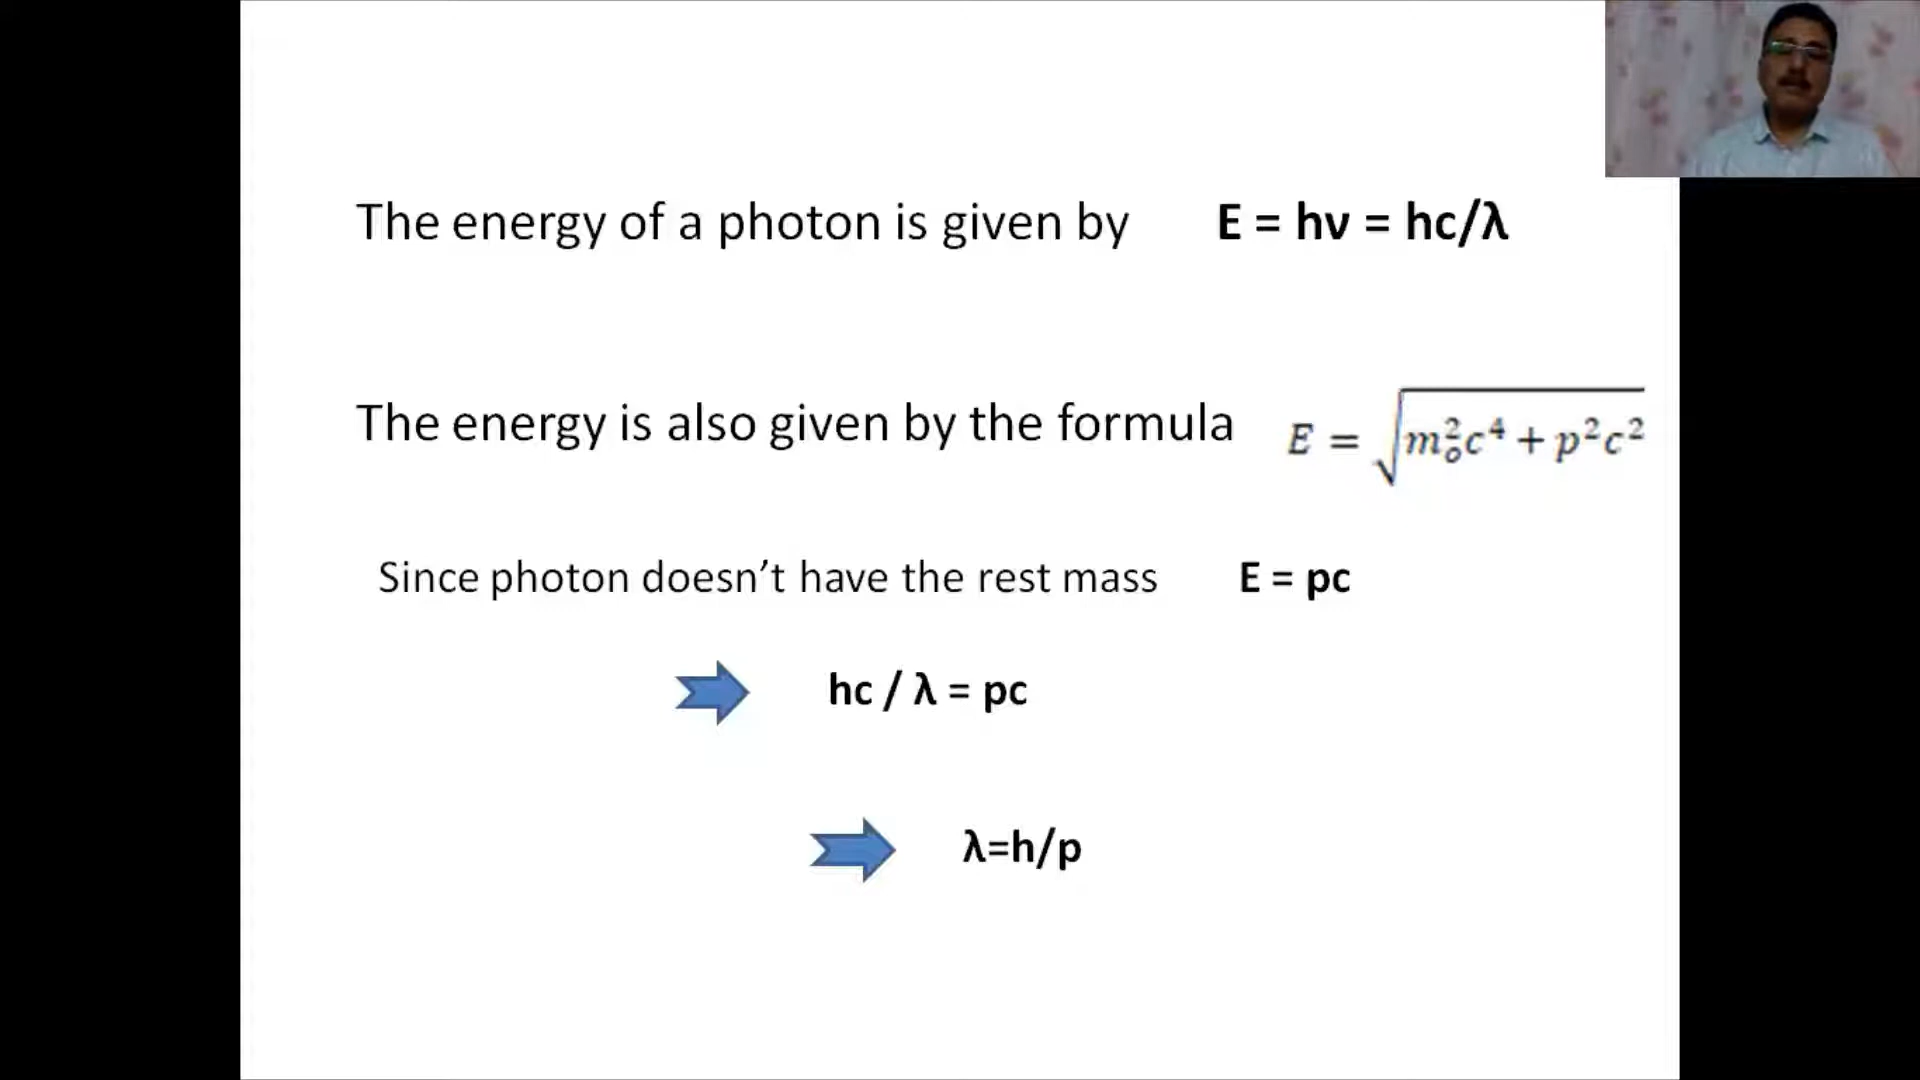 The energy of a photon is given by E = hν = hc/λ
The energy is also given by the formula E = √(m₀²c⁴ + p²c²)
Since photon doesn’t have the rest mass E = pc
hc / λ = pc
λ=h/p